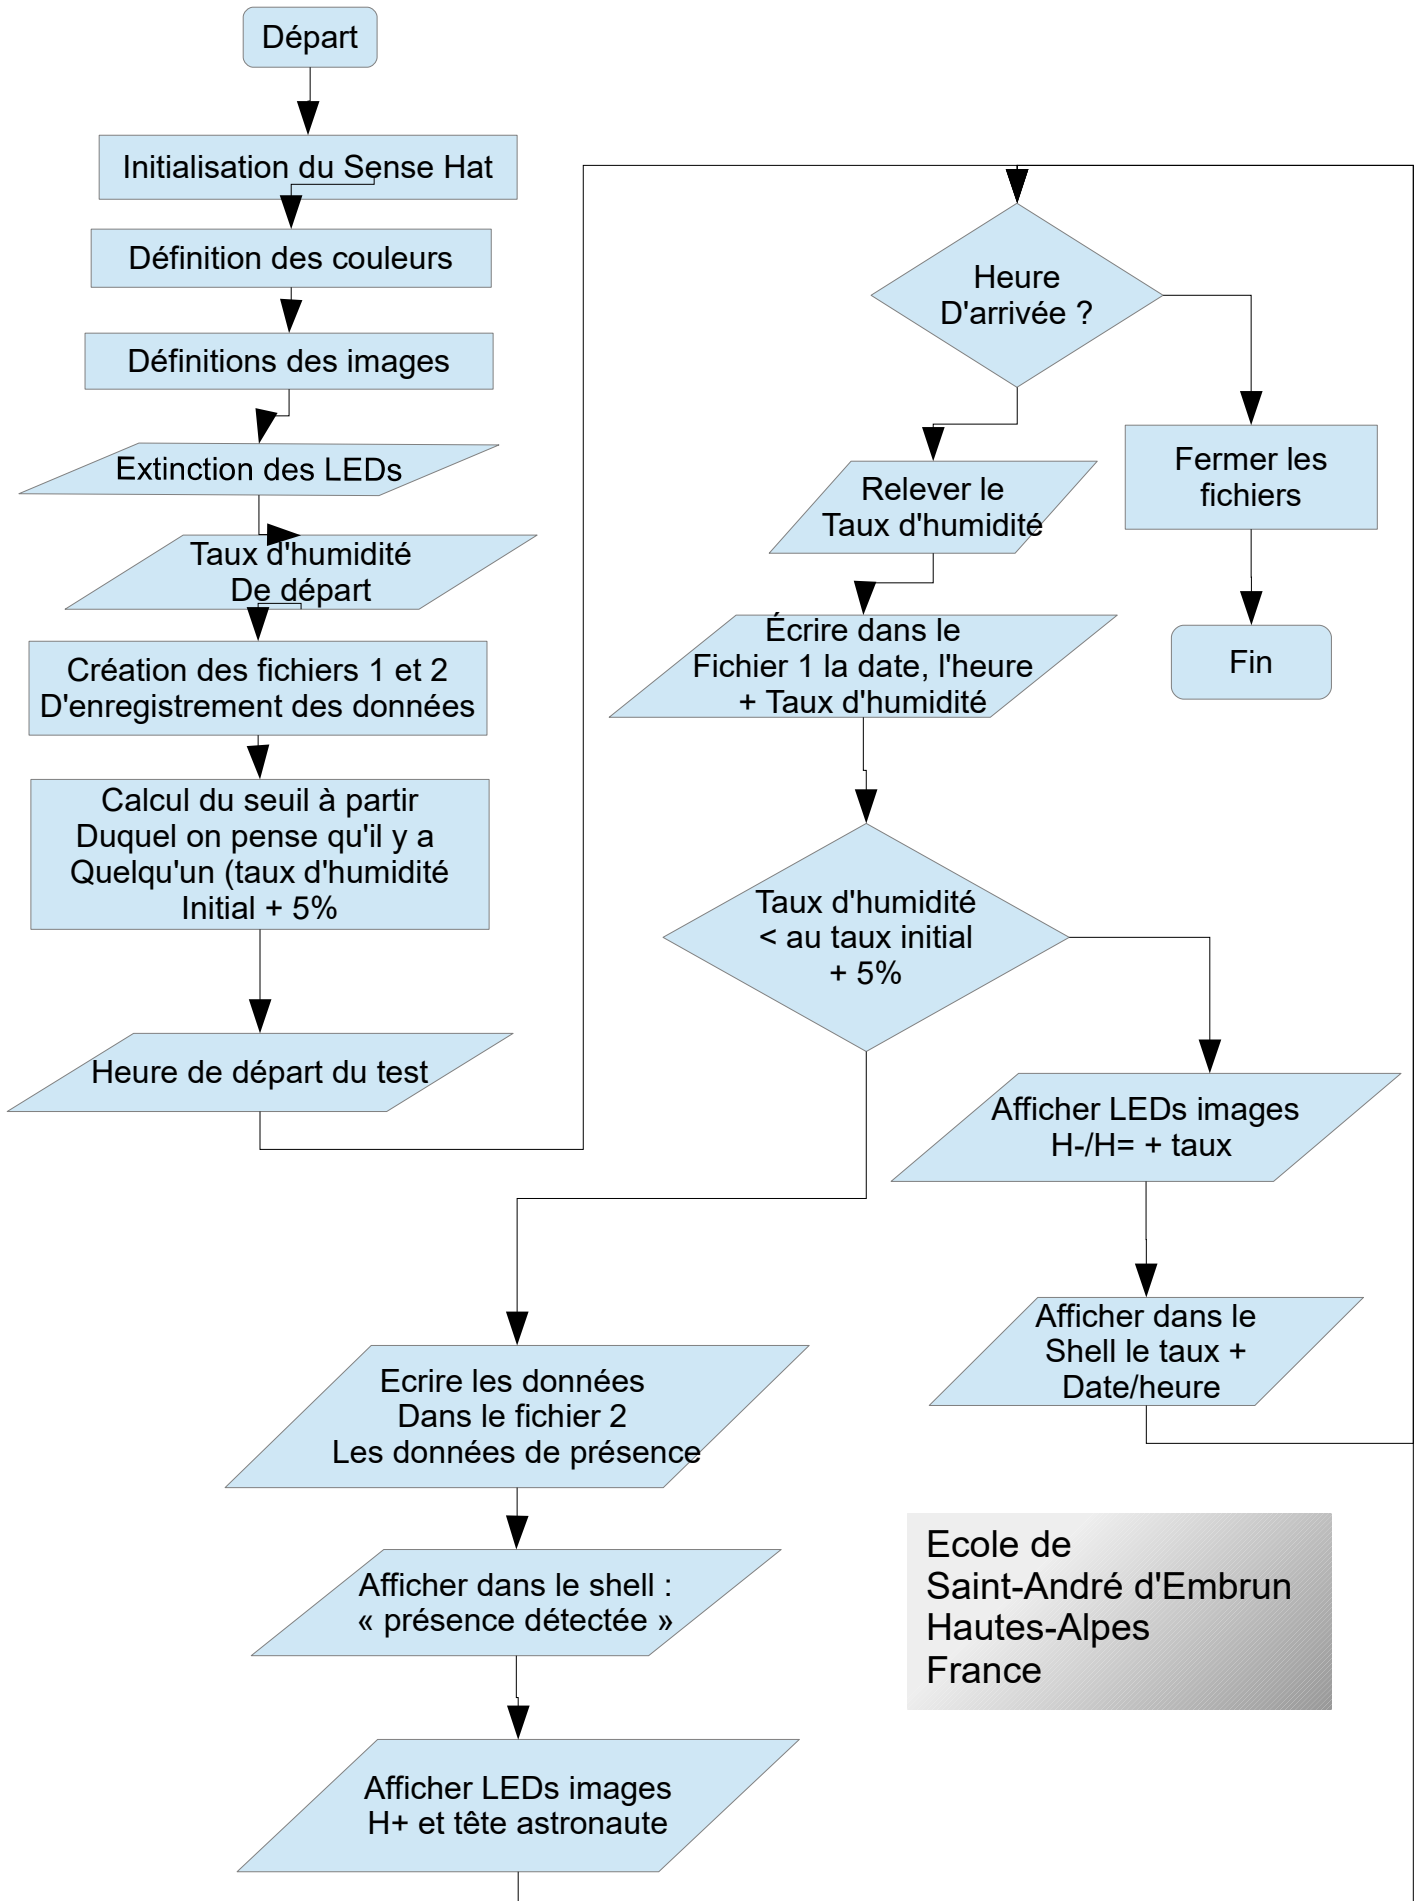 Départ
Initialisation du Sense Hat
Définition des couleurs
Définitions des images
Extinction des LEDs
Taux d'humidité
De départ
Création des fichiers 1 et 2
D'enregistrement des données
Calcul du seuil à partir
Duquel on pense qu'il y a
Quelqu'un (taux d'humidité
Initial + 5%
Heure de départ du test
Heure
D'arrivée ?
Fermer les
fichiers
Fin
Relever le
Taux d'humidité
Écrire dans le
Fichier 1 la date, l'heure
+ Taux d'humidité
Taux d'humidité
< au taux initial
+ 5%
Afficher LEDs images
H-/H= + taux
Afficher dans le
Shell le taux +
Date/heure
Ecrire les données
Dans le fichier 2
Les données de présence
Afficher dans le shell :
« présence détectée »
Afficher LEDs images
H+ et tête astronaute
Ecole de
Saint-André d'Embrun
Hautes-Alpes
France